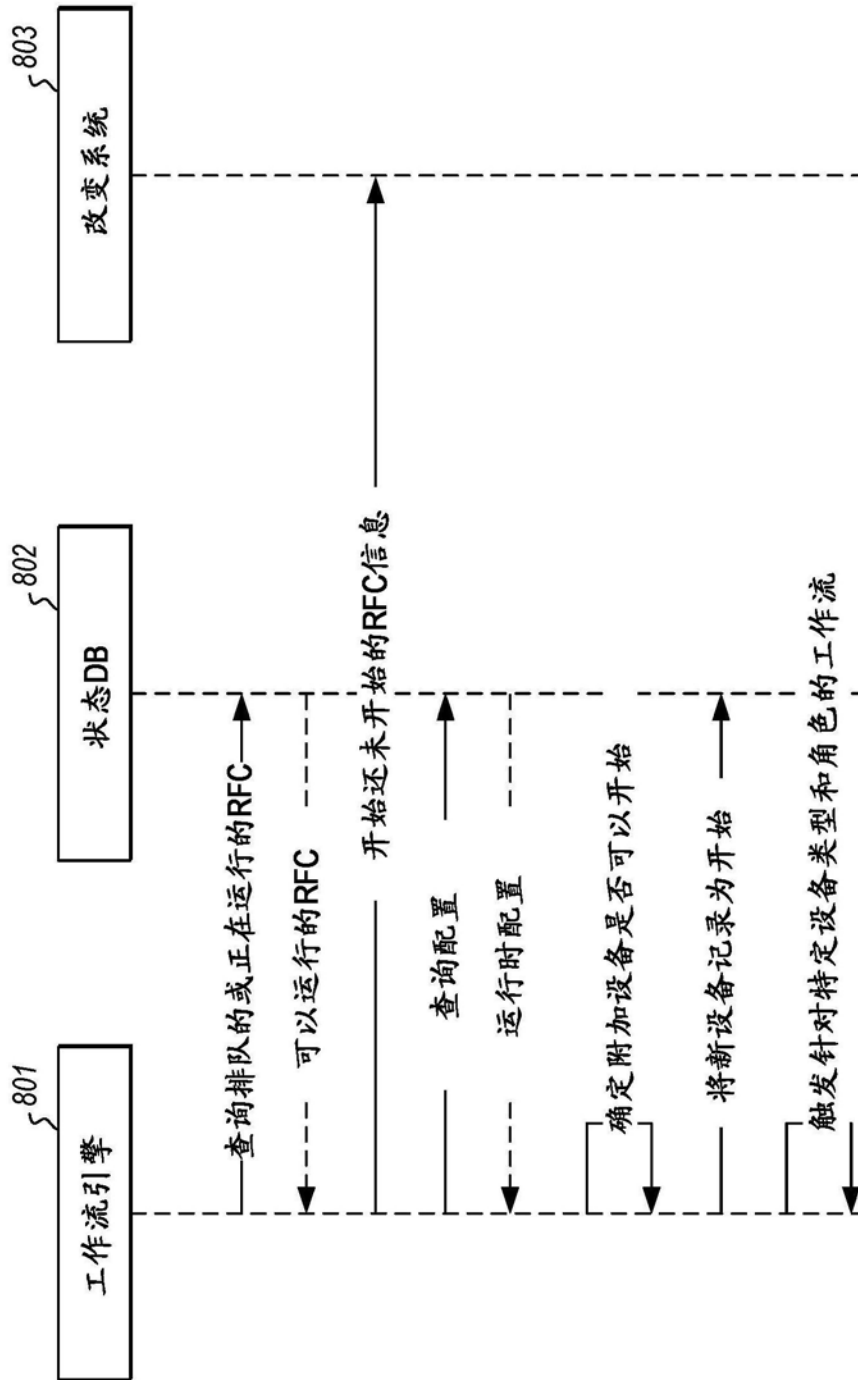 801
工作流引擎
802
状态DB
803
改变系统
查询排队的或正在运行的RFC
可以运行的RFC
开始还未开始的RFC信息
查询配置
运行时配置
确定附加设备是否可以开始
将新设备记录为开始
触发针对特定设备类型和角色的工作流